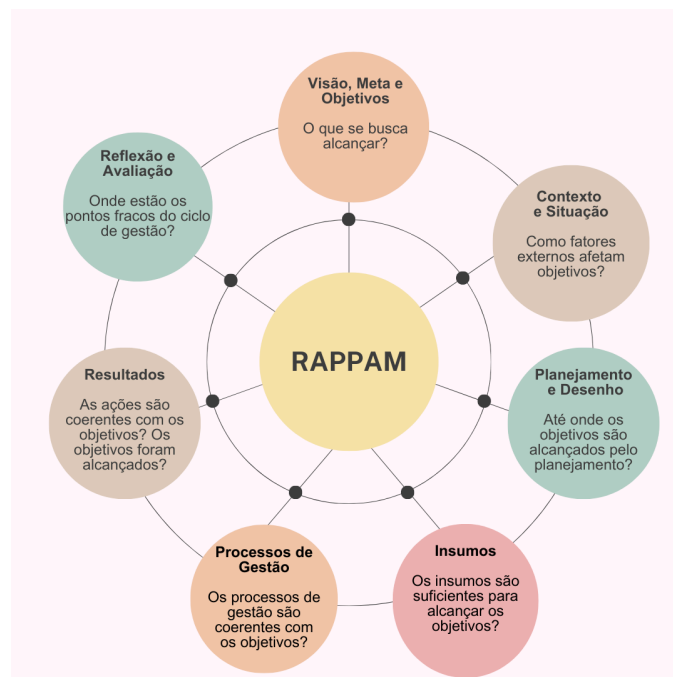 Visão, Meta e
Objetivos
O que se busca
alcançar?
Contexto
e Situação
Como fatores
externos afetam
objetivos?
Planejamento
e Desenho
Até onde os
objetivos são
alcançados pelo
planejamento?
Insumos
Os insumos são
suficientes para
alcançar os
objetivos?
Processos de
Gestão
Os processos de
gestão são
coerentes com
os objetivos?
Resultados
As ações são
coerentes com os
objetivos? Os
objetivos foram
alcançados?
Reflexão e
Avaliação
Onde estão os
pontos fracos do ciclo
de gestão?
RAPPAM